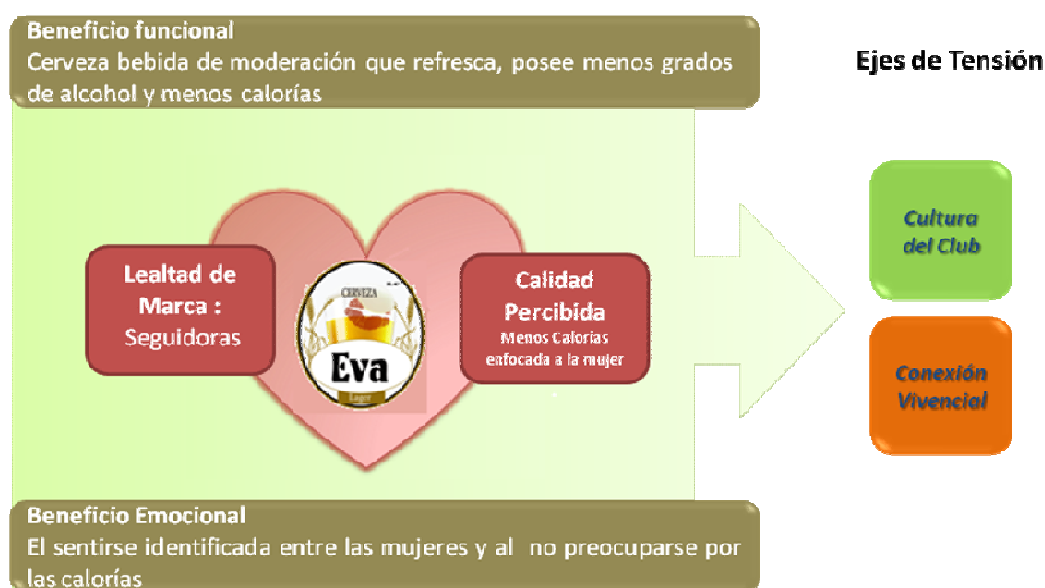 Beneficio funcional
Cerveza bebida de moderación que refresca, posee menos grados
de alcohol y menos calorías
Ejes de Tensión
Cultura
del Club
Lealtad de
Marca :
Seguidoras
CERVEZA
Eva
Lager
Calidad
Percibida
Menos Calorías
enfocada a la mujer
Conexión
Vivencial
Beneficio Emocional
El sentirse identificada entre las mujeres y al no preocuparse por
las calorías